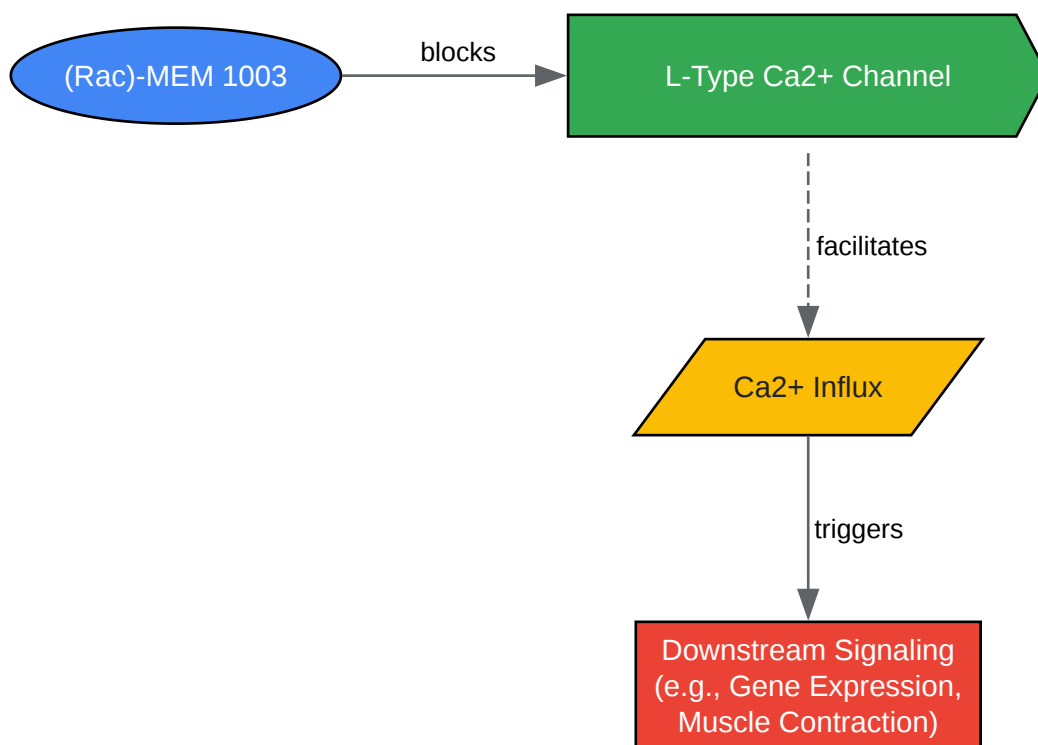 (Rac)-MEM 1003
blocks
L-Type Ca2+ Channel
facilitates
Ca2+ Influx
triggers
Downstream Signaling
(e.g., Gene Expression,
Muscle Contraction)